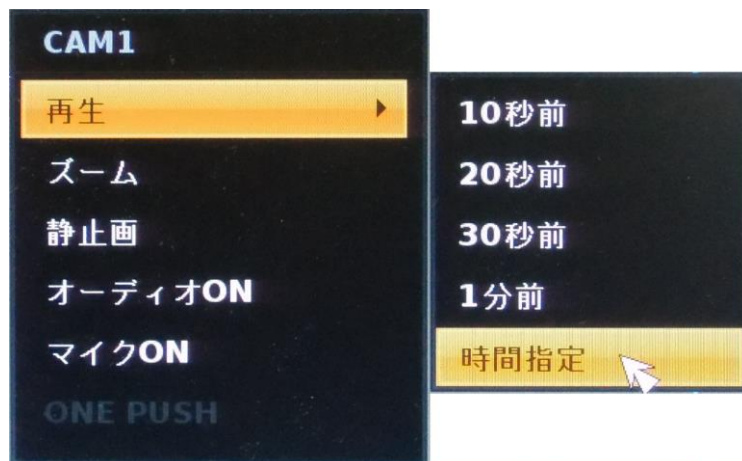 CAM1
再生
ズーム
静止画
オーディオON
マイクON
ONE PUSH
10秒前
20秒前
30秒前
1分前
時間指定